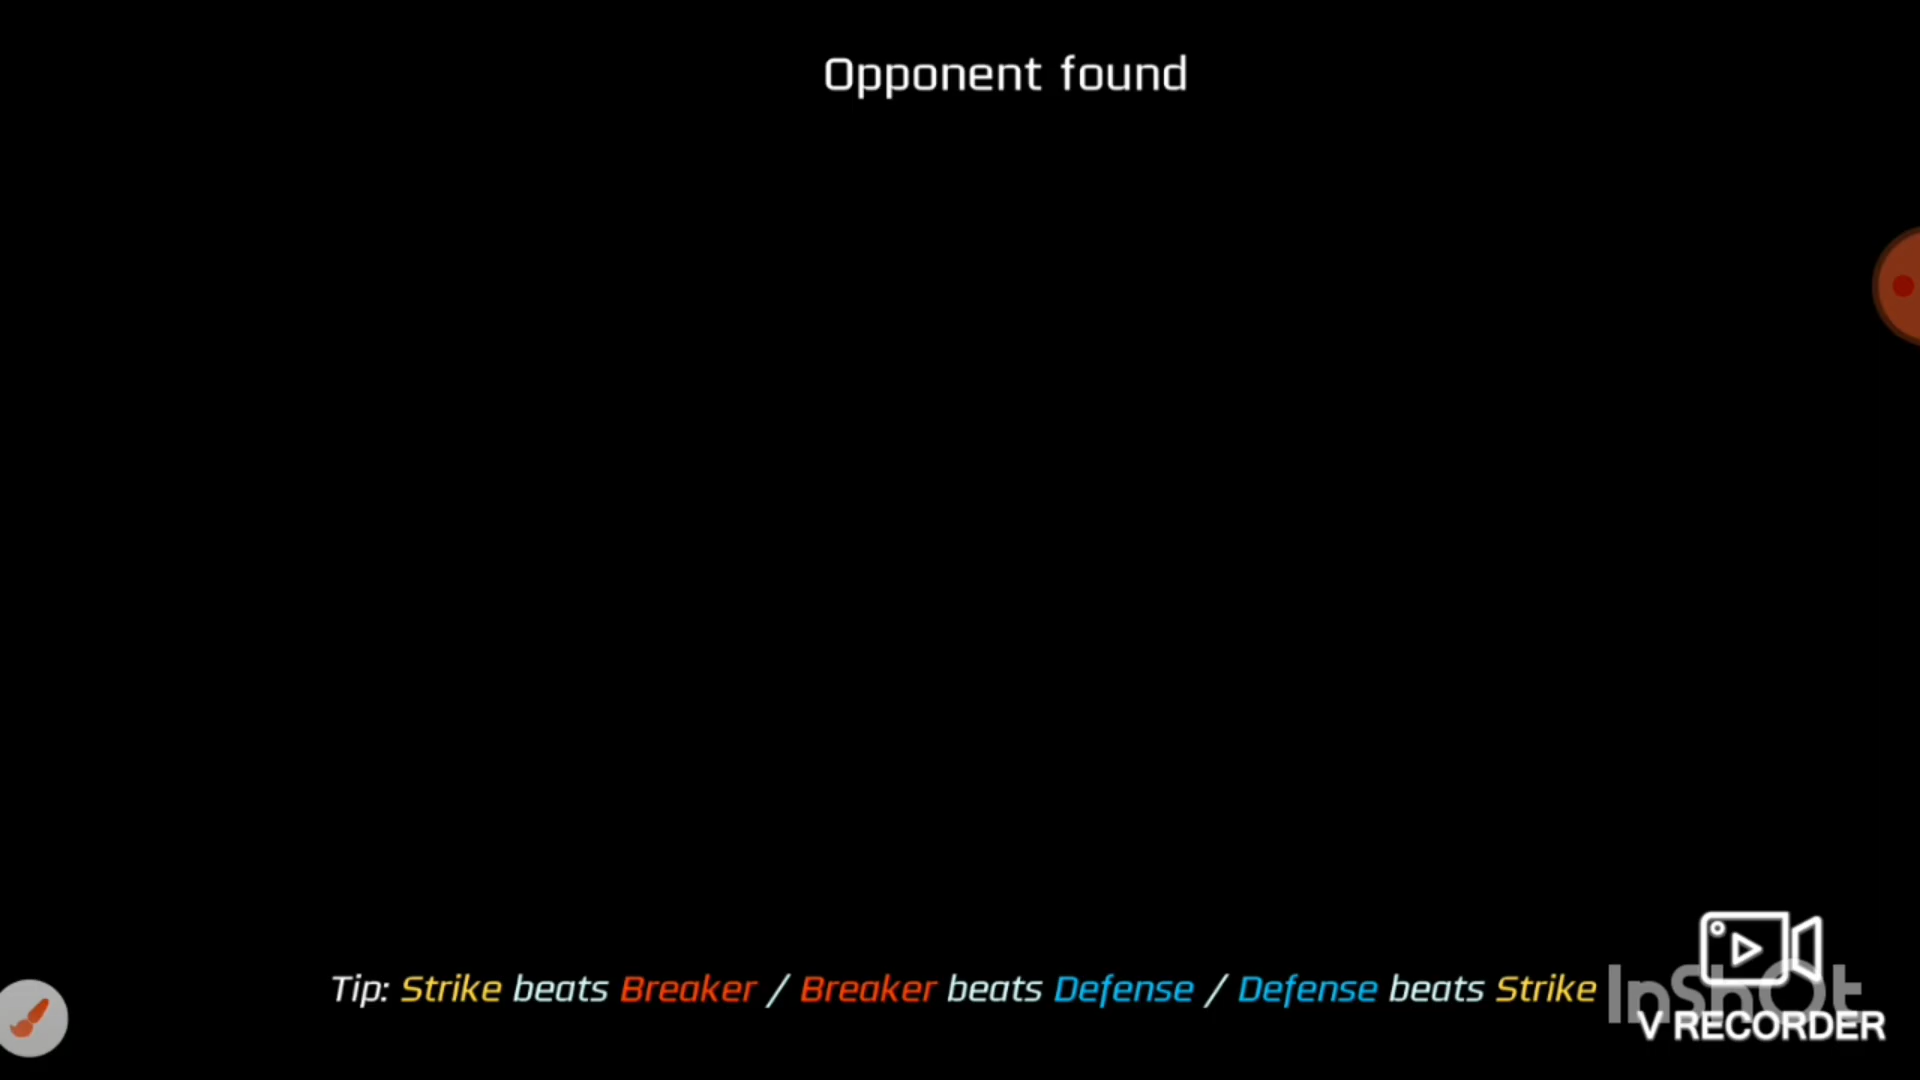 Opponent found
Tip: Strike beats Breaker / Breaker beats Defense / Defense beats Strike
InShOt
V RECORDER